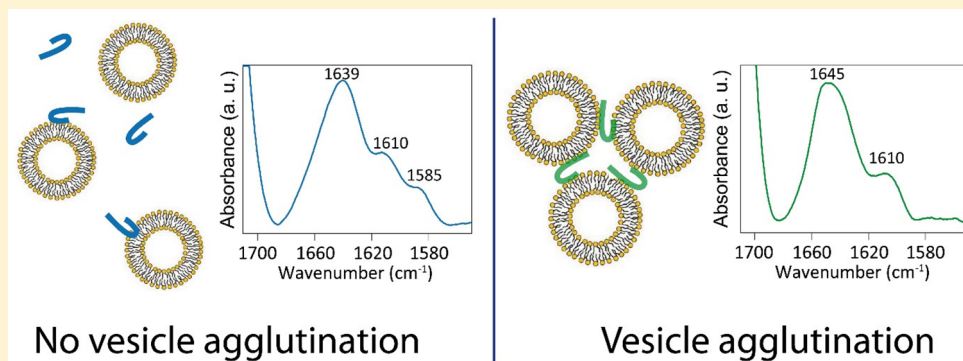 Absorbance (a. u.)
1639
1610
1585
1700 1660 1620 1580
Wavenumber (cm⁻¹)
No vesicle agglutination
Absorbance (a. u.)
1645
1610
1700 1660 1620 1580
Wavenumber (cm⁻¹)
Vesicle agglutination